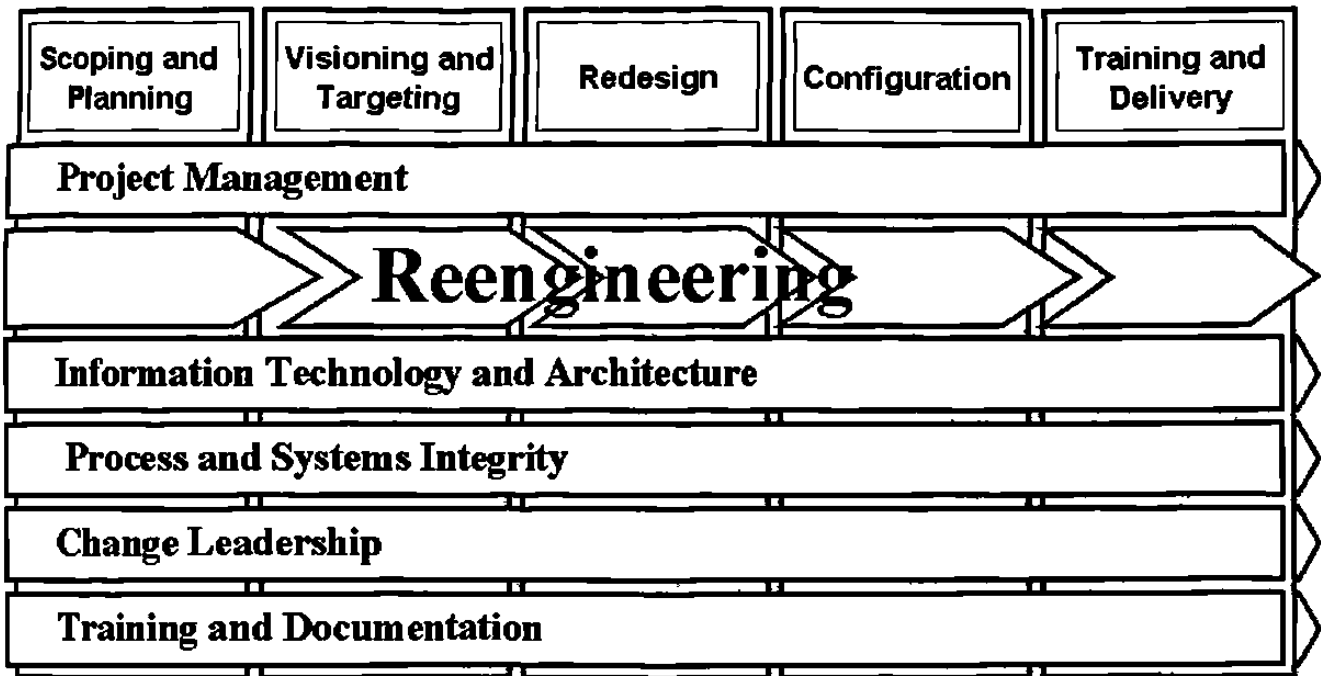 Scoping and
Planning
Visioning and
Targeting
Redesign
Configuration
Training and
Delivery
Project Management
Reengineering
Information Technology and Architecture
Process and Systems Integrity
Change Leadership
Training and Documentation